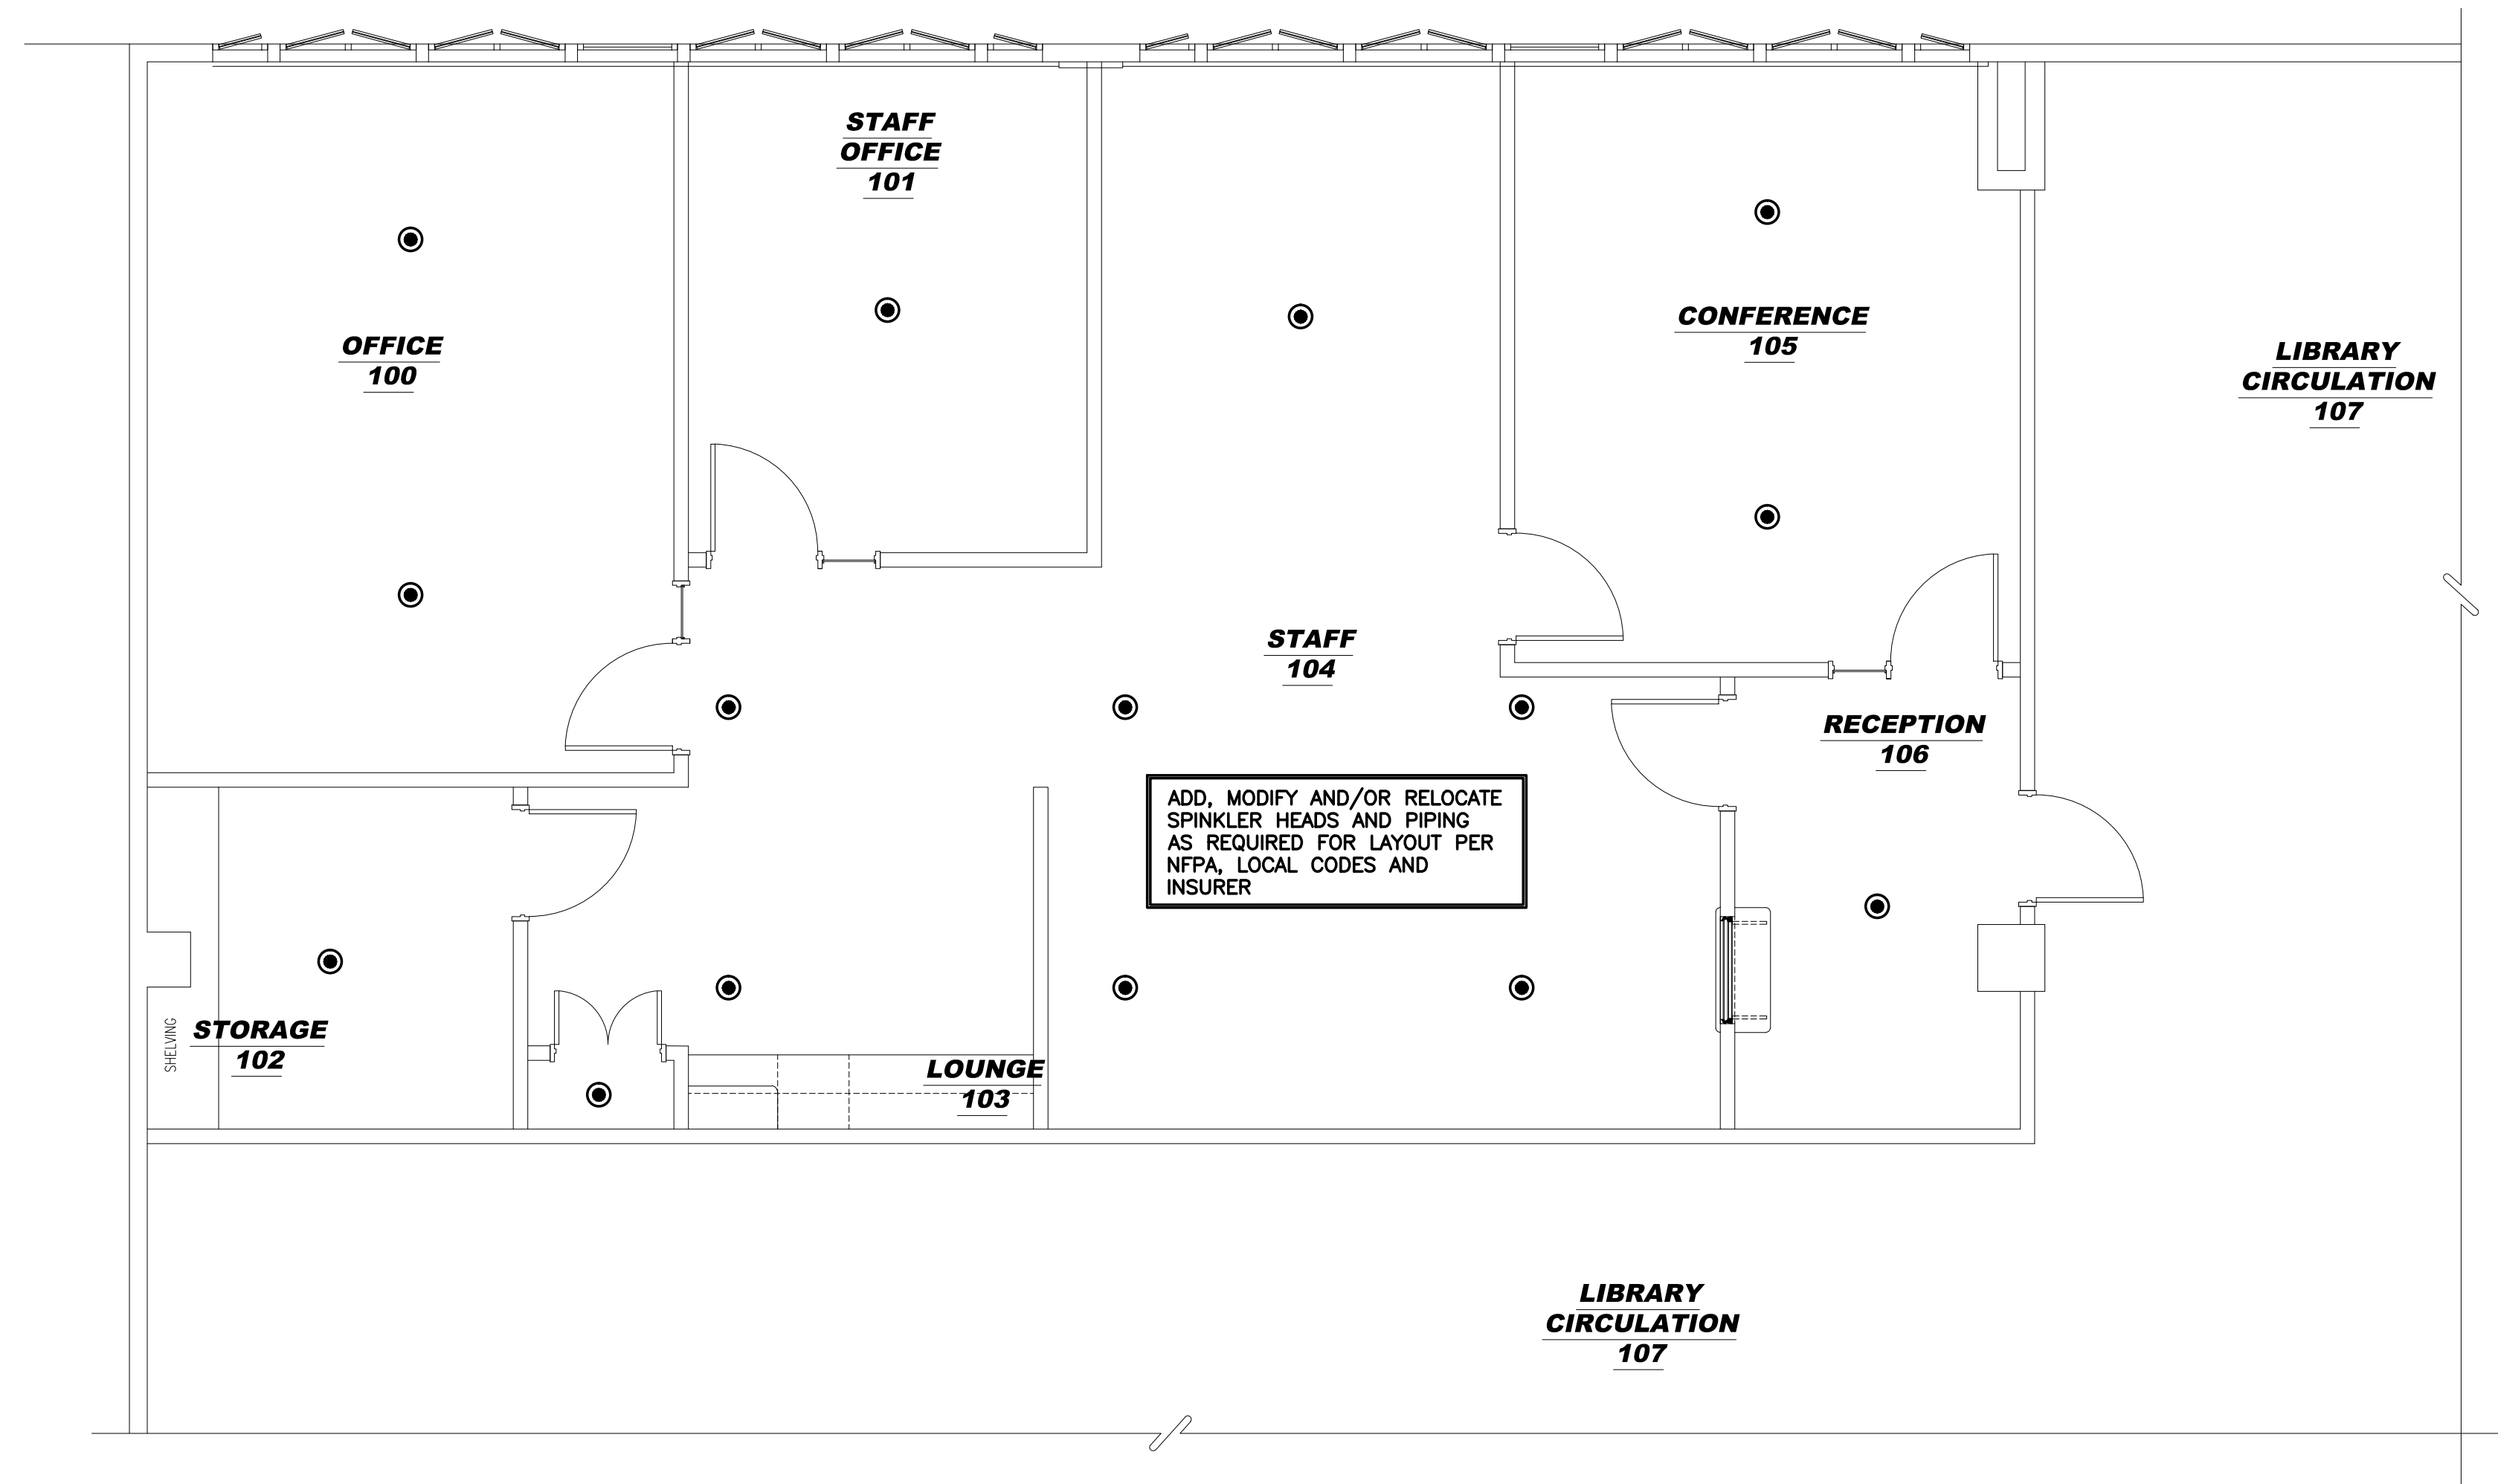 STAFF
OFFICE
101
OFFICE
100
CONFERENCE
105
LIBRARY
CIRCULATION
107
STAFF
104
RECEPTION
106
ADD, MODIFY AND/OR RELOCATE
SPINKLER HEADS AND PIPING
AS REQUIRED FOR LAYOUT PER
NFPA, LOCAL CODES AND
INSURER
SHELVING
STORAGE
102
LOUNGE
103
LIBRARY
CIRCULATION
107